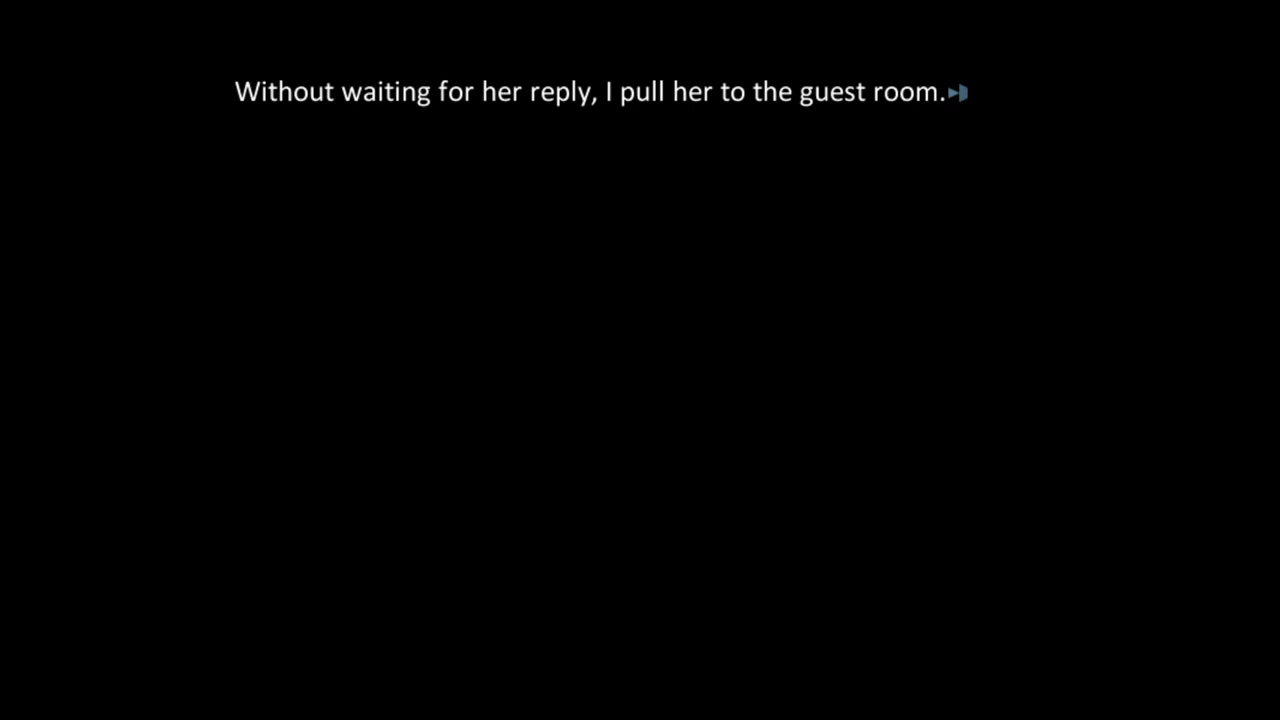 Without waiting for her reply, I pull her to the guest room.